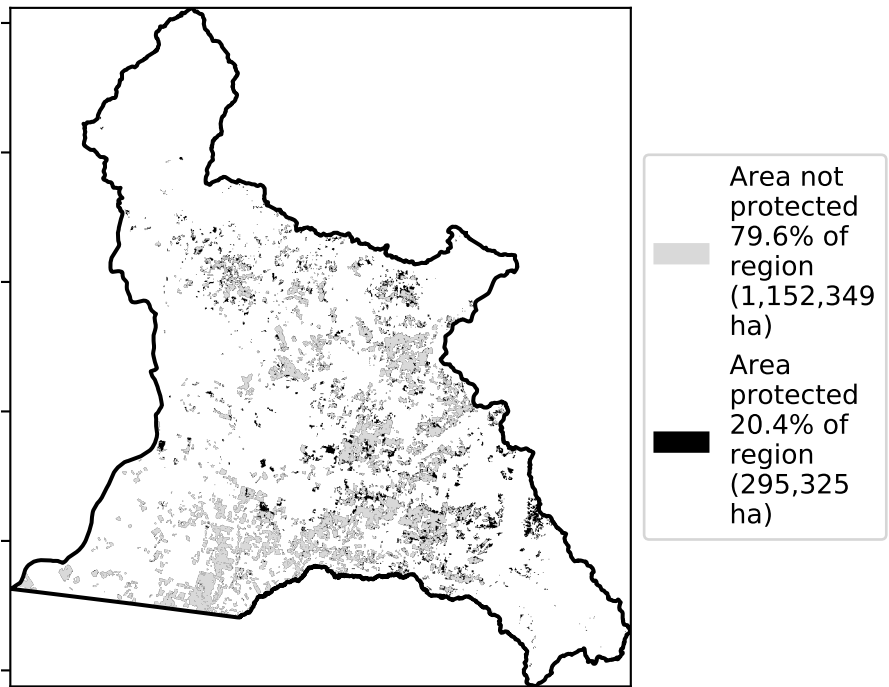 Area not
protected
79.6% of
region
(1,152,349
ha)
Area
protected
20.4% of
region
(295,325
ha)